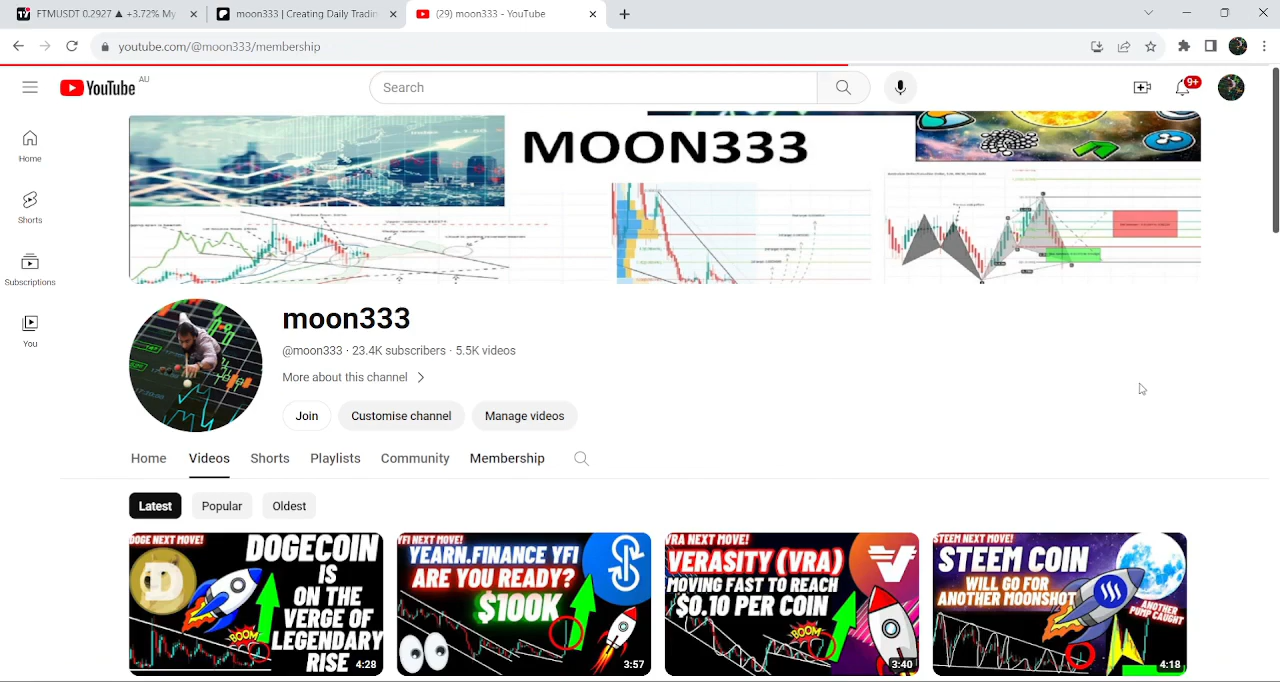 FTMUSDT 0.2927 ▲ +3.72% My
moon333 | Creating Daily Tradin
(29) moon333 - YouTube
youtube.com/@moon333/membership
YouTube AU
Search
9+
Home
Shorts
Subscriptions
You
MOON333
moon333
@moon333 · 23.4K subscribers · 5.5K videos
More about this channel
Join
Customise channel
Manage videos
Home
Videos
Shorts
Playlists
Community
Membership
Latest
Popular
Oldest
DOGE NEXT MOVE!
DOGECOIN
IS
ON THE
VERGE OF
LEGENDARY
RISE
BOOM
4:28
YFI NEXT MOVE!
YEARN.FINANCE YFI
ARE YOU READY?
$100K
3:57
VRA NEXT MOVE!
VERASITY (VRA)
MOVING FAST TO REACH
$0.10 PER COIN
BOOM
3:40
STEEM NEXT MOVE!
STEEM COIN
WILL GO FOR
ANOTHER MOONSHOT
ANOTHER
PUMP CAUGHT
4:18